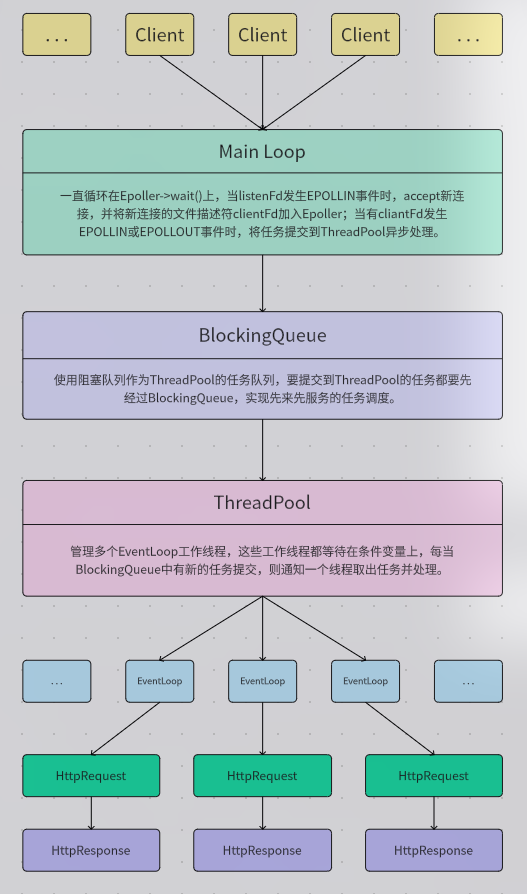 ...
Client
Client
Client
...
Main Loop
一直循环在Epoller->wait()上，当listenFd发生EPOLLIN事件时，accept新连
接，并将新连接的文件描述符clientFd加入Epoller；当有cliantFd发生
EPOLLIN或EPOLLOUT事件时，将任务提交到ThreadPool异步处理。
BlockingQueue
使用阻塞队列作为ThreadPool的任务队列，要提交到ThreadPool的任务都要先
经过BlockingQueue，实现先来先服务的任务调度。
ThreadPool
管理多个EventLoop工作线程，这些工作线程都等待在条件变量上，每当
BlockingQueue中有新的任务提交，则通知一个线程取出任务并处理。
...
EventLoop
EventLoop
EventLoop
...
HttpRequest
HttpRequest
HttpRequest
HttpResponse
HttpResponse
HttpResponse